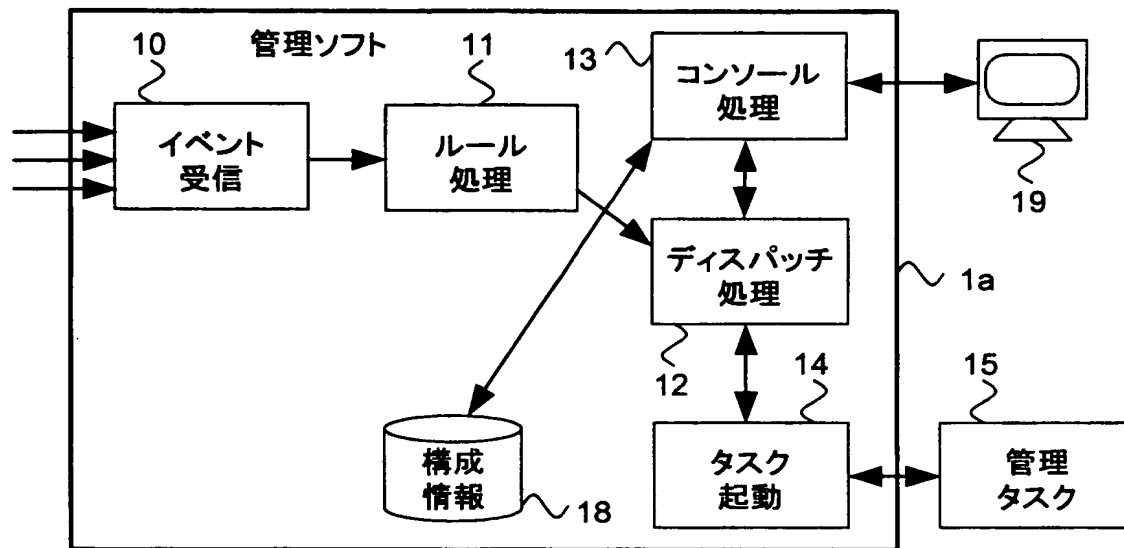 管理ソフト
10
11
13
イベント
受信
ルール
処理
コンソール
処理
19
ディスパッチ
処理
1a
12
14
15
構成
情報
18
タスク
起動
管理
タスク